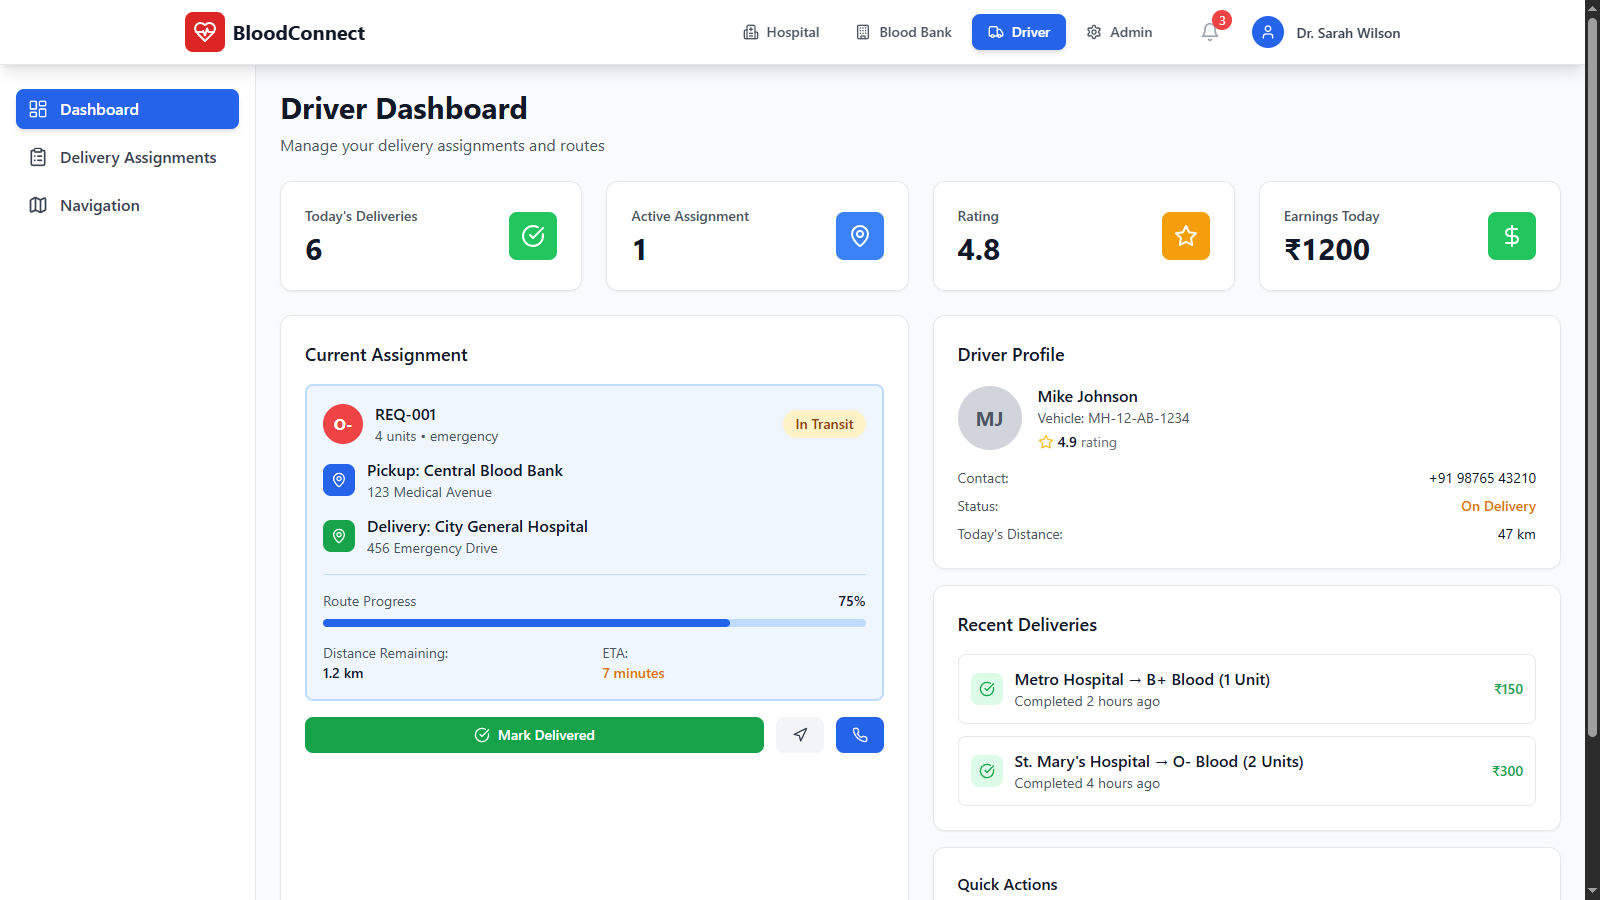 BloodConnect
Hospital
Blood Bank
Driver
Admin
3
Dr. Sarah Wilson
Dashboard
Delivery Assignments
Navigation
Driver Dashboard
Manage your delivery assignments and routes
Today's Deliveries
6
Active Assignment
1
Rating
4.8
Earnings Today
₹1200
$
Current Assignment
O-
REQ-001
4 units • emergency
In Transit
Pickup: Central Blood Bank
123 Medical Avenue
Delivery: City General Hospital
456 Emergency Drive
Route Progress
75%
Distance Remaining:
1.2 km
ETA:
7 minutes
Mark Delivered
Driver Profile
MJ
Mike Johnson
Vehicle: MH-12-AB-1234
4.9 rating
Contact:
+91 98765 43210
Status:
On Delivery
Today's Distance:
47 km
Recent Deliveries
Metro Hospital → B+ Blood (1 Unit)
Completed 2 hours ago
₹150
St. Mary's Hospital → O- Blood (2 Units)
Completed 4 hours ago
₹300
Quick Actions